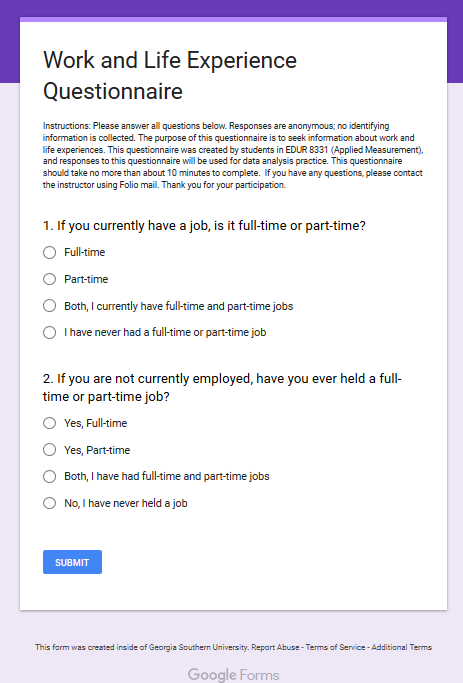 Work and Life Experience
Questionnaire
Instructions: Please answer all questions below. Responses are anonymous; no identifying
information is collected. The purpose of this questionnaire is to seek information about work and
life experiences. This questionnaire was created by students in EDUR 8331 (Applied Measurement),
and responses to this questionnaire will be used for data analysis practice. This questionnaire
should take no more than about 10 minutes to complete. If you have any questions, please contact
the instructor using Folio mail. Thank you for your participation.
1. If you currently have a job, is it full-time or part-time?
Full-time
Part-time
Both, I currently have full-time and part-time jobs
I have never had a full-time or part-time job
2. If you are not currently employed, have you ever held a full-
time or part-time job?
Yes, Full-time
Yes, Part-time
Both, I have had full-time and part-time jobs
No, I have never held a job
SUBMIT
This form was created inside of Georgia Southern University. Report Abuse - Terms of Service - Additional Terms
Google Forms